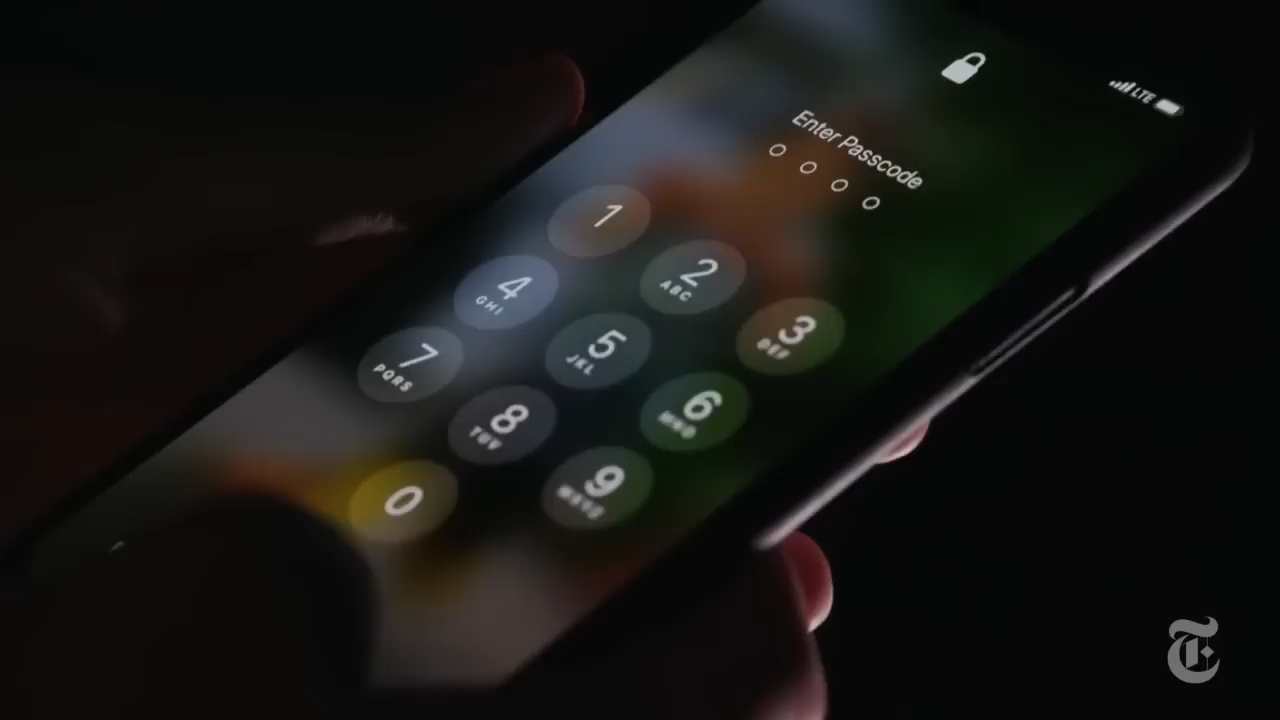 LTE
Enter Passcode
1
2
ABC
3
DEF
4
GHI
5
JKL
6
MNO
7
PQRS
8
TUV
9
WXYZ
0
T